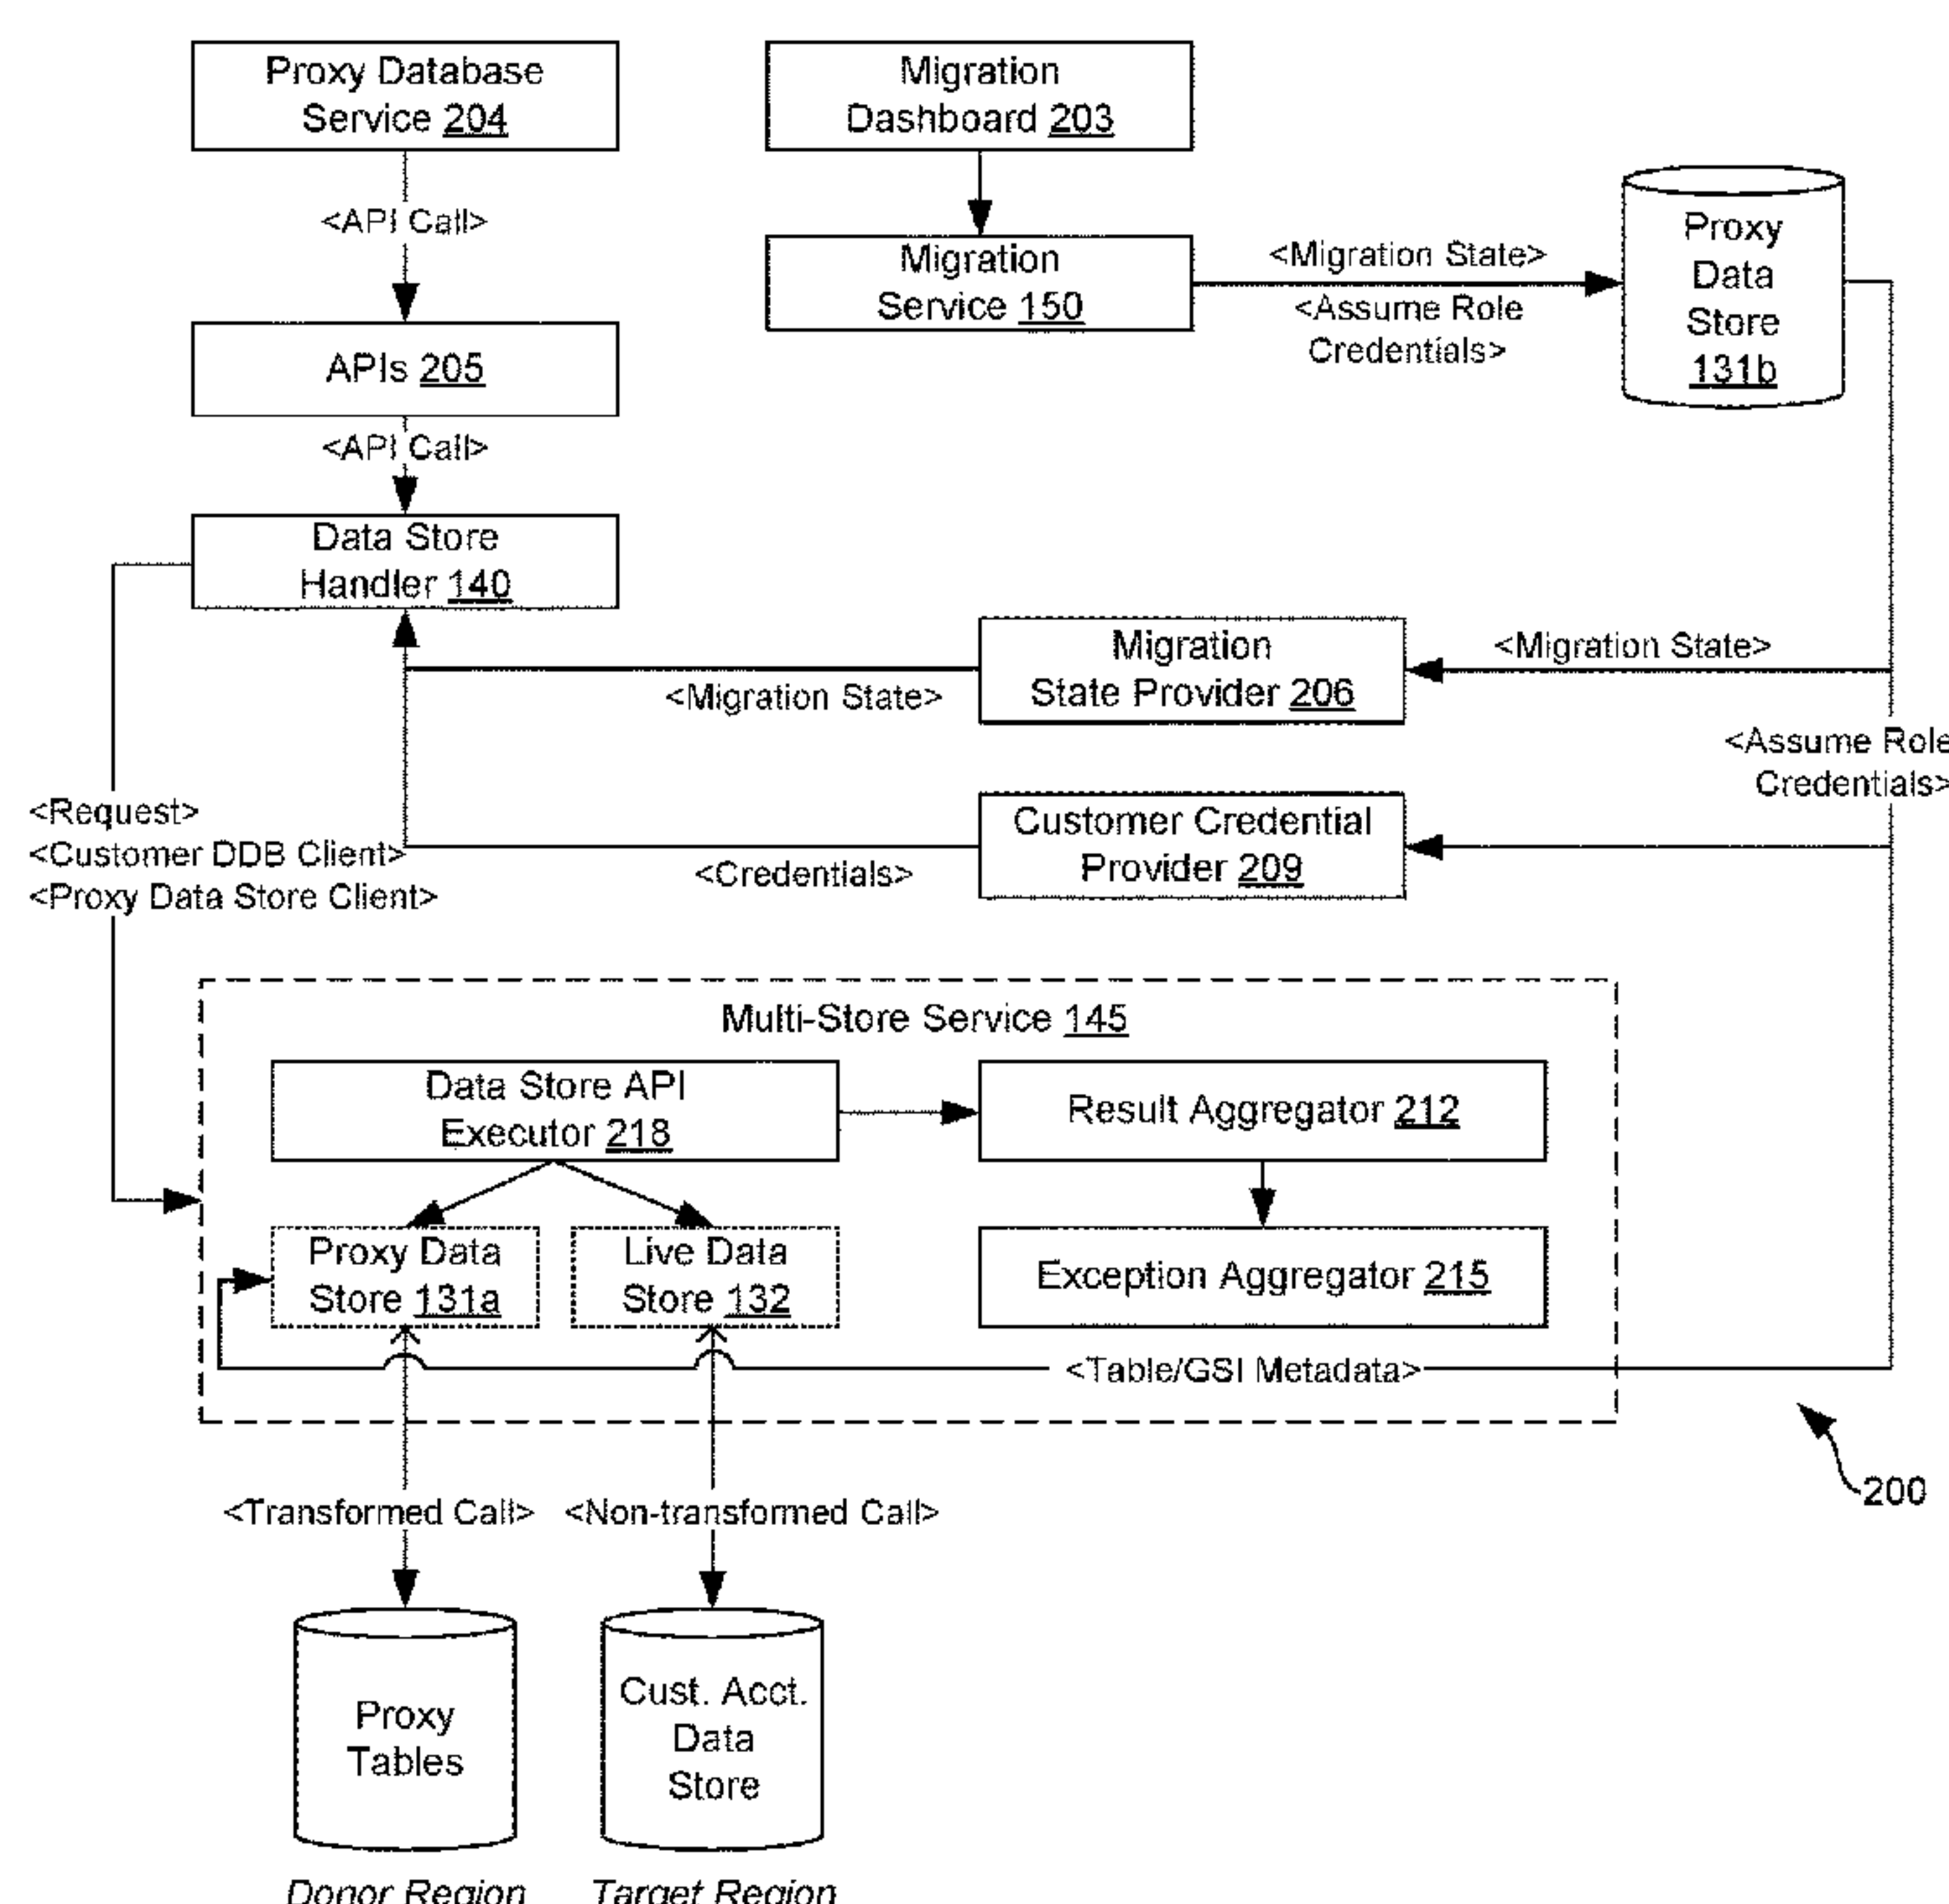 Proxy Database
Service 204
Migration
Dashboard 203
<API Call>
Migration
Service 150
<Migration State>
<Assume Role
Credentials>
Proxy
Data
Store
131b
APIs 205
<API Call>
Data Store
Handler 140
Migration
State Provider 206
<Migration State>
<Migration State>
<Assume Role
Credentials>
Customer Credential
Provider 209
<Credentials>
<Request>
<Customer DDB Client>
<Proxy Data Store Client>
Multi-Store Service 145
Data Store API
Executor 218
Result Aggregator 212
Proxy Data
Store 131a
Live Data
Store 132
Exception Aggregator 215
<Table/GSI Metadata>
200
<Transformed Call>
<Non-transformed Call>
Proxy
Tables
Cust. Acct.
Data
Store
Donor Region
Target Region